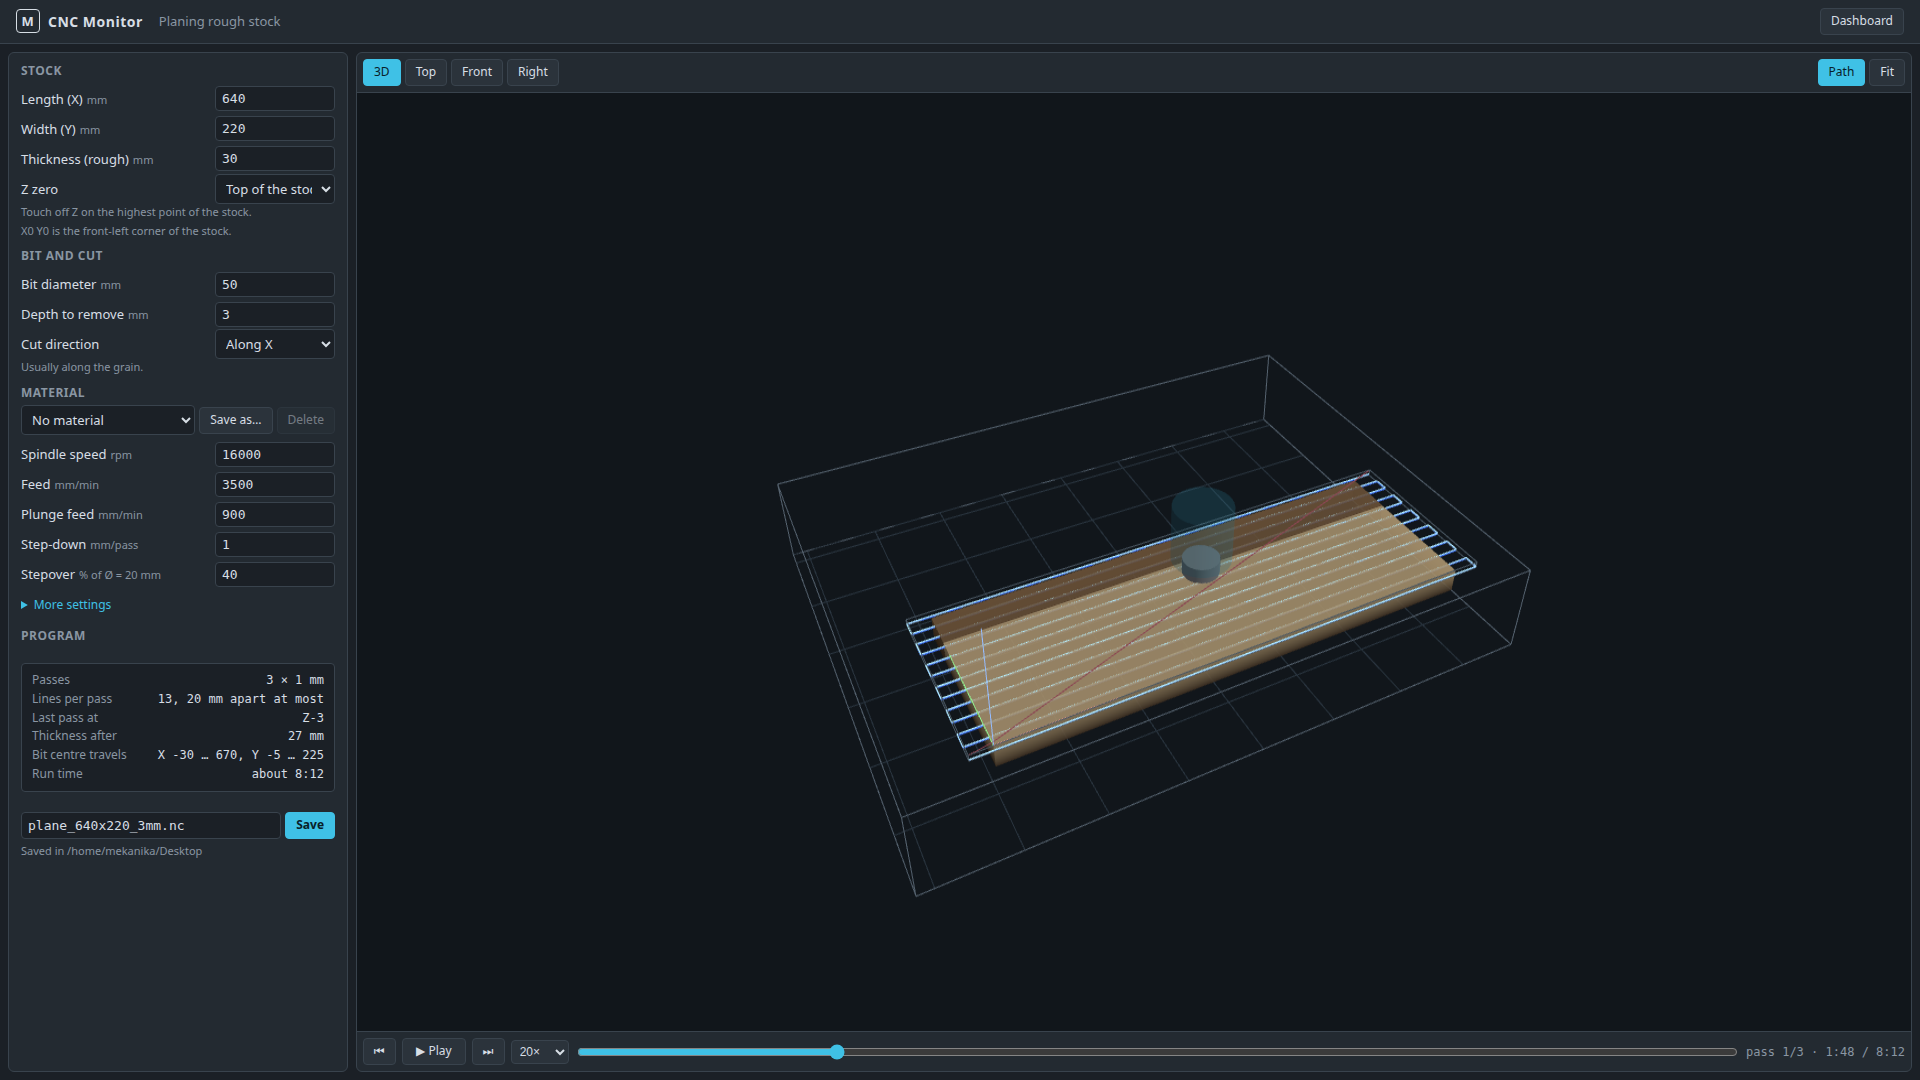 M CNC Monitor Planing rough stock Dashboard
3D Top Front Right Path Fit
STOCK
Length (X) mm 640
Width (Y) mm 220
Thickness (rough) mm 30
Z zero Top of the stoc
Touch off Z on the highest point of the stock.
X0 Y0 is the front-left corner of the stock.
BIT AND CUT
Bit diameter mm 50
Depth to remove mm 3
Cut direction Along X
Usually along the grain.
MATERIAL
No material Save as... Delete
Spindle speed rpm 16000
Feed mm/min 3500
Plunge feed mm/min 900
Step-down mm/pass 1
Stepover % of Ø = 20 mm 40
▶ More settings
PROGRAM
Passes 3 × 1 mm
Lines per pass 13, 20 mm apart at most
Last pass at Z-3
Thickness after 27 mm
Bit centre travels X -30 … 670, Y -5 … 225
Run time about 8:12
plane_640x220_3mm.nc Save
Saved in /home/mekanika/Desktop
⏮ ▶ Play ⏭ 20× pass 1/3 · 1:48 / 8:12